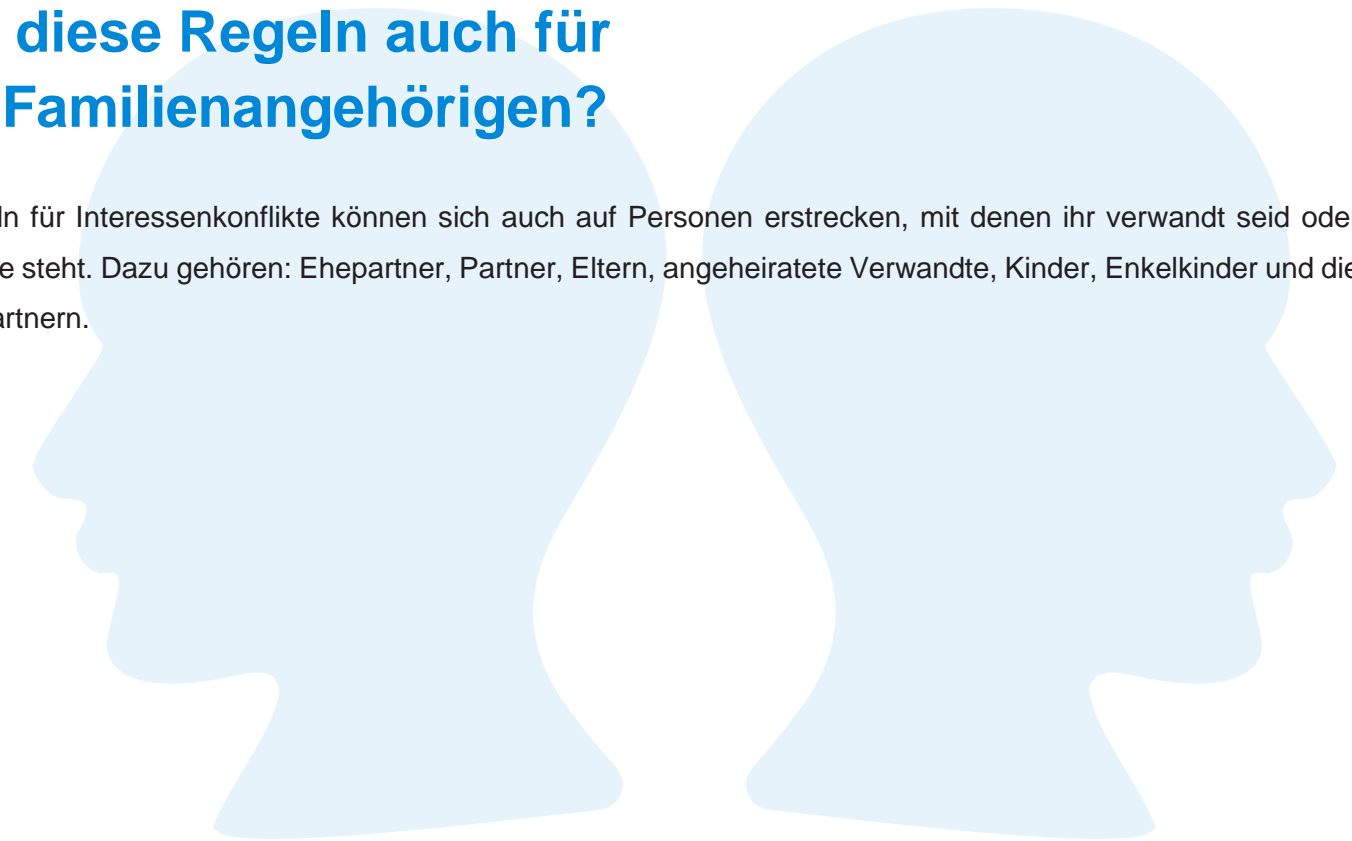 diese Regeln auch für
Familienangehörigen?
ln für Interessenkonflikte können sich auch auf Personen erstrecken, mit denen ihr verwandt seid oder
e steht. Dazu gehören: Ehepartner, Partner, Eltern, angeheiratete Verwandte, Kinder, Enkelkinder und die
artnern.